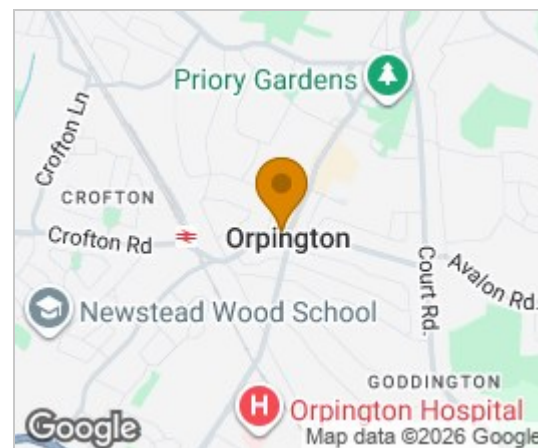 Priory Gardens
Crofton Ln
CROFTON
Crofton Rd
Orpington
Avalon Rd.
Court Rd.
Newstead Wood School
GODDINGTON
H
Orpington Hospital
Google
Map data ©2026 Google